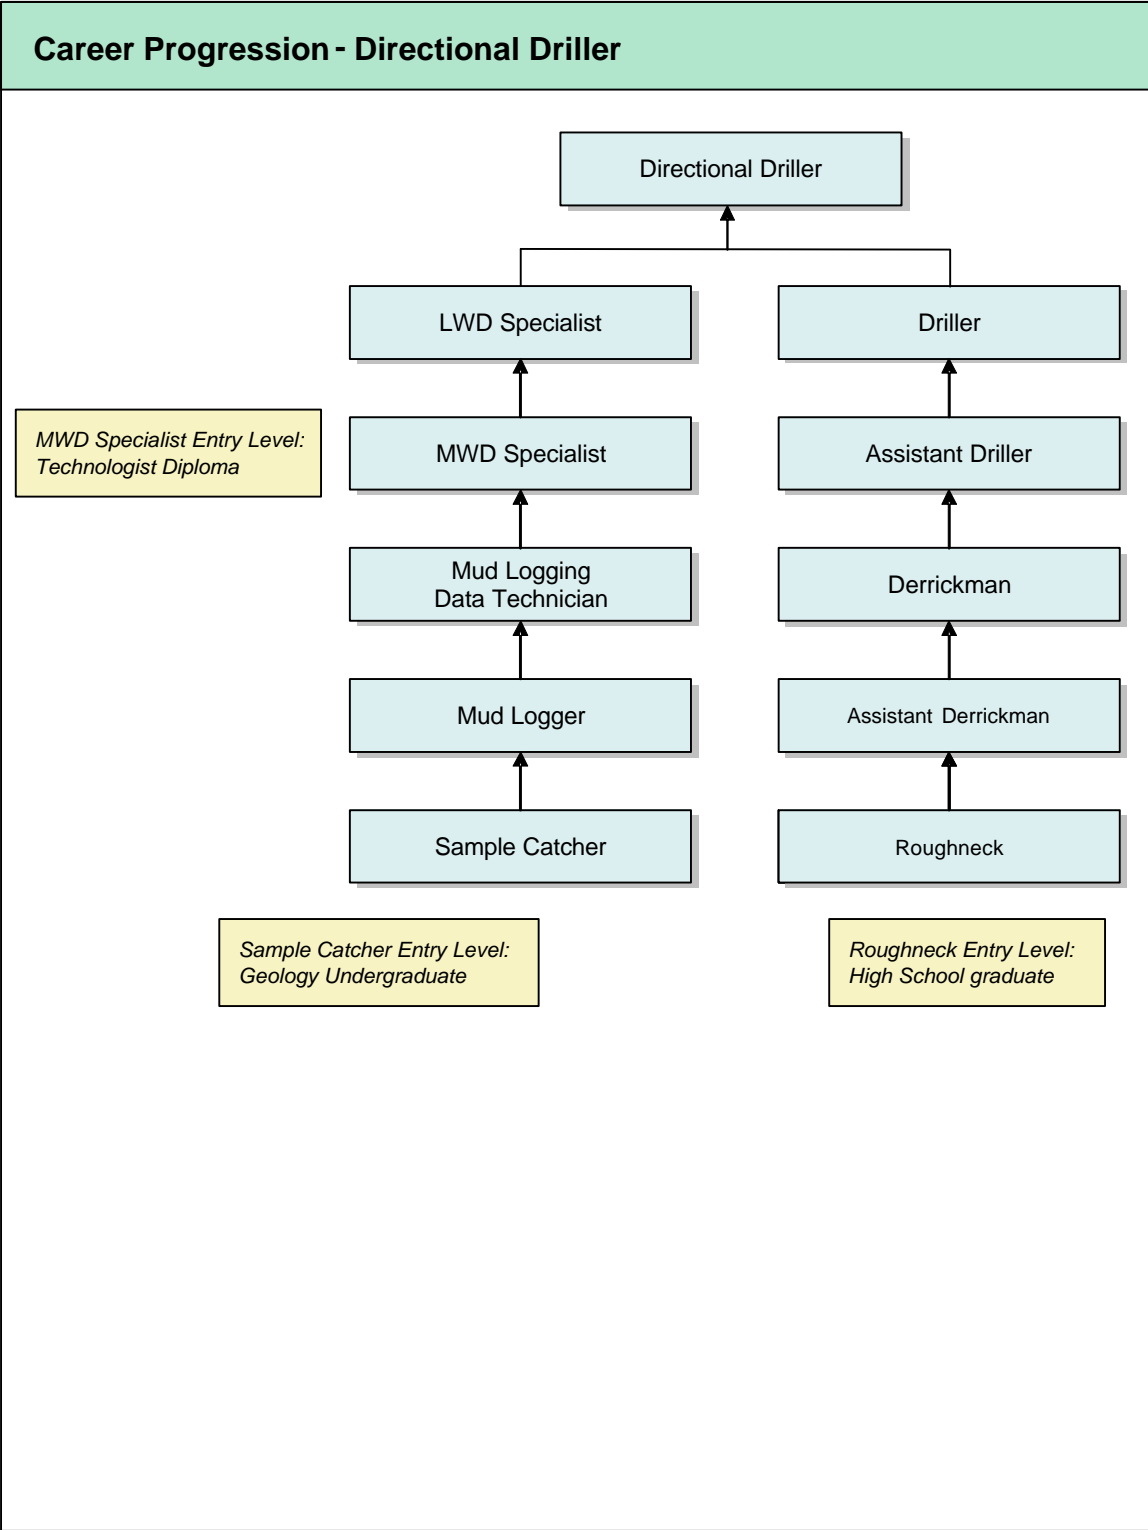 Career Progression - Directional Driller
Directional Driller
LWD Specialist
Driller
MWD Specialist Entry Level:
Technologist Diploma
MWD Specialist
Assistant Driller
Mud Logging
Data Technician
Derrickman
Mud Logger
Assistant Derrickman
Sample Catcher
Roughneck
Sample Catcher Entry Level:
Geology Undergraduate
Roughneck Entry Level:
High School graduate